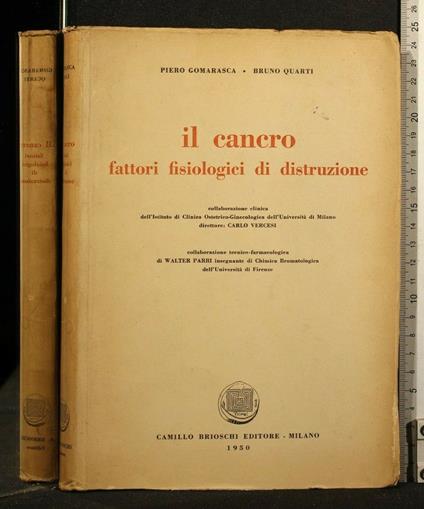 PIERO GOMARASCA • BRUNO QUARTI
il cancro
fattori fisiologici di distruzione
collaborazione clinica
dell'Istituto di Clinica Ostetrico-Ginecologica dell'Università di Milano
direttore: CARLO VERCESI
collaborazione tecnico-farmacologica
di WALTER PARRI insegnante di Chimica Bromatologica
dell'Università di Firenze
CAMILLO BRIOSCHI EDITORE - MILANO
1950